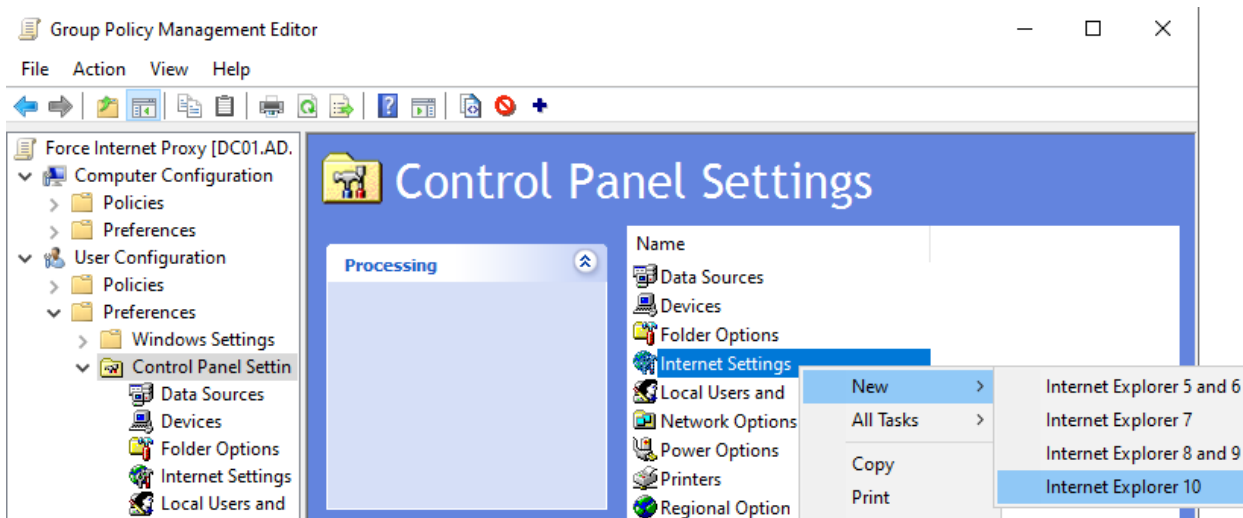 Group Policy Management Editor
File Action View Help
Force Internet Proxy [DC01.AD.
Computer Configuration
Policies
Preferences
User Configuration
Policies
Preferences
Windows Settings
Control Panel Settin
Data Sources
Devices
Folder Options
Internet Settings
Local Users and
Control Panel Settings
Processing
Name
Data Sources
Devices
Folder Options
Internet Settings
Local Users and
Network Options
Power Options
Printers
Regional Option
New
All Tasks
Copy
Print
Internet Explorer 5 and 6
Internet Explorer 7
Internet Explorer 8 and 9
Internet Explorer 10